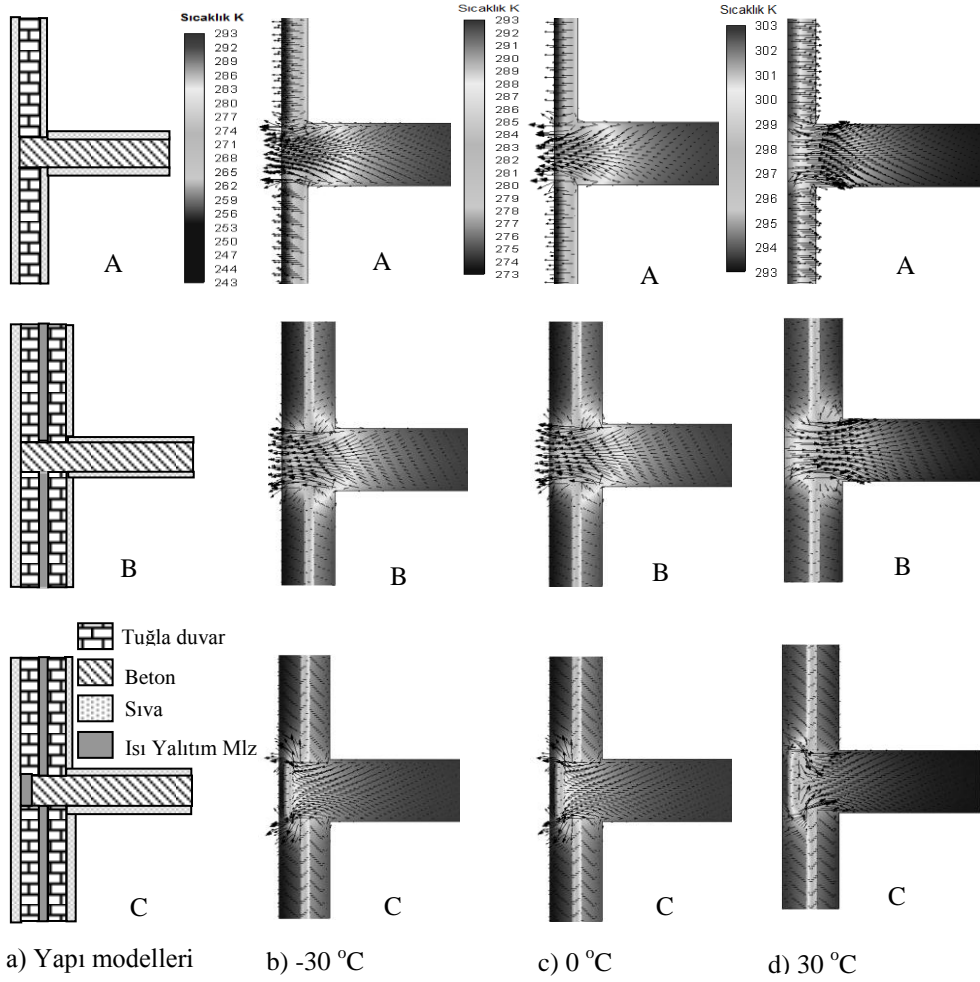 Sıcaklık K
293
292
290
289
286
283
280
277
274
271
268
265
262
259
256
253
250
247
244
243
Sıcaklık K
293
292
291
290
289
288
287
286
285
284
283
282
281
280
279
278
277
276
275
274
273
Sıcaklık K
303
302
301
300
299
298
297
296
295
294
293
A
A
A
A
B
B
B
B
Tuğla duvar
Beton
Sıva
Isı Yalıtım Mlz
C
C
C
C
a) Yapı modelleri
b) -30 °C
c) 0 °C
d) 30 °C